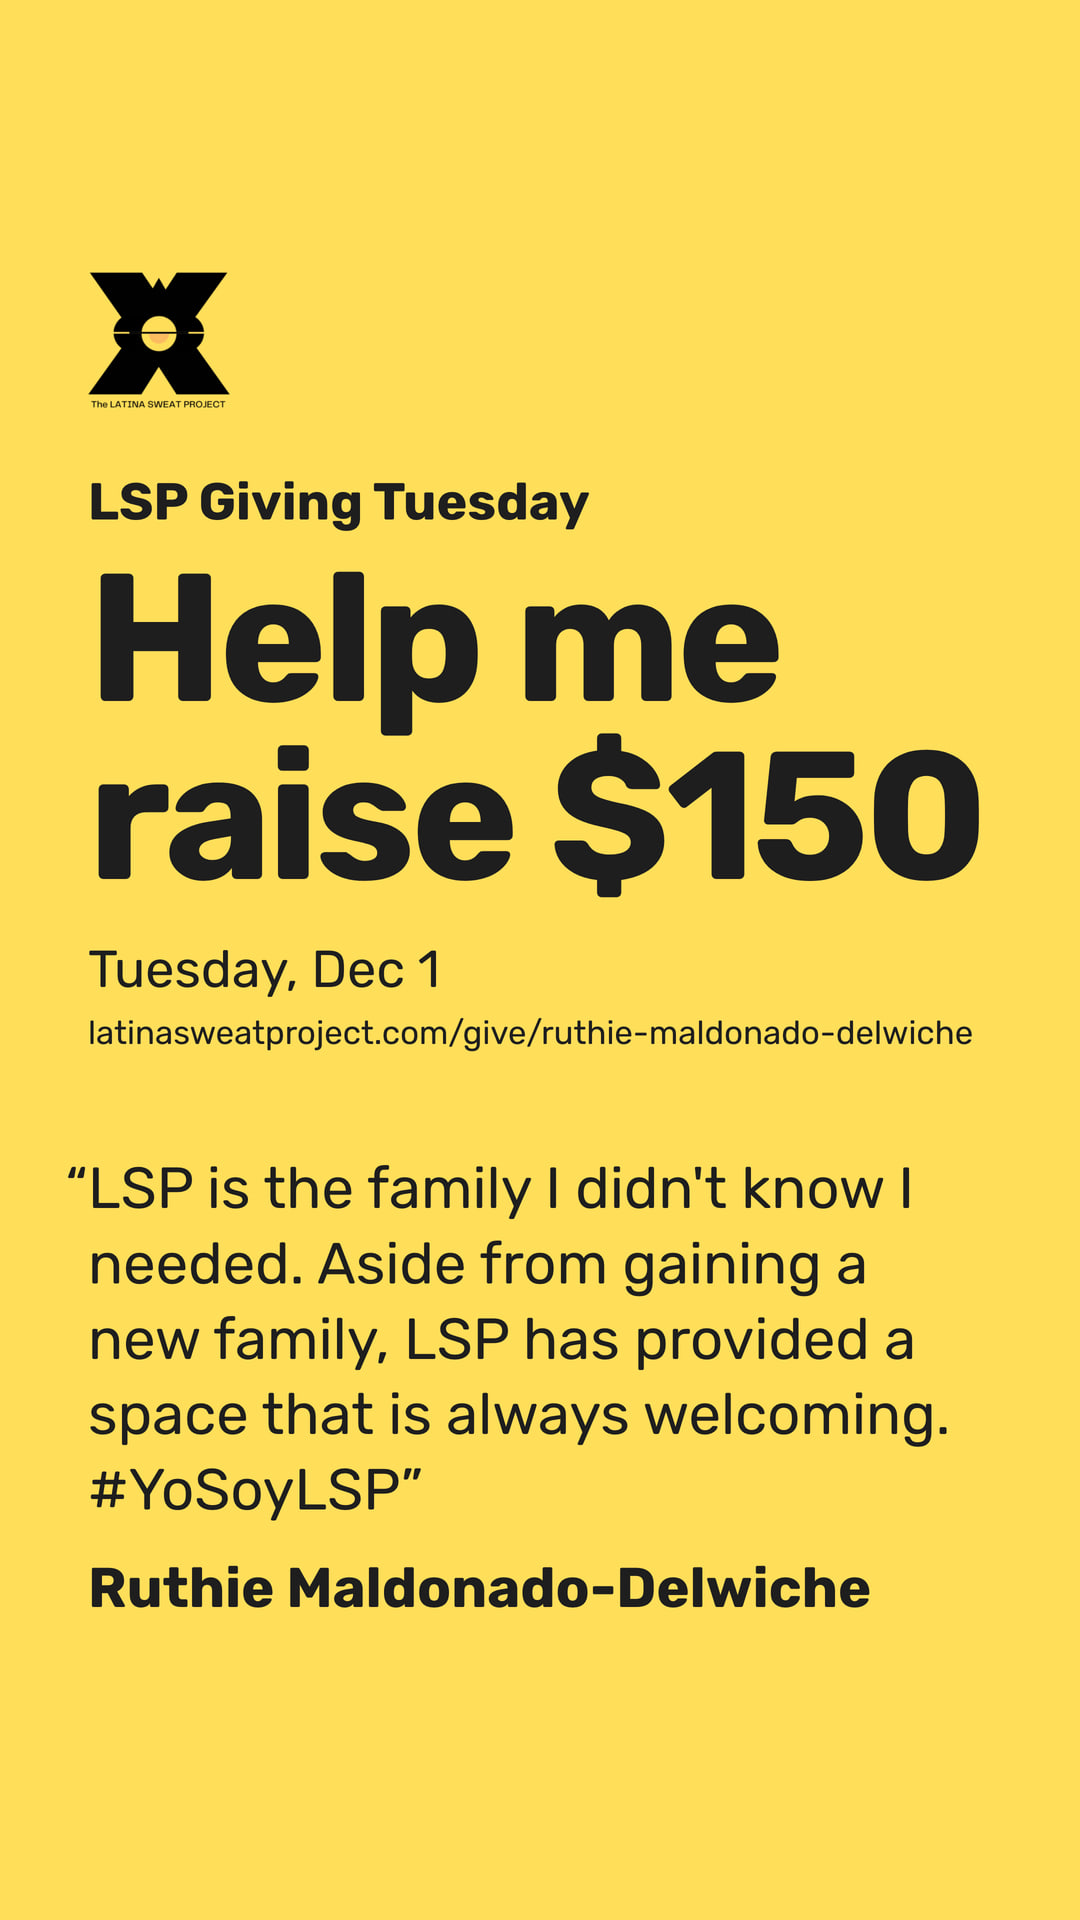 The LATINA SWEAT PROJECT
LSP Giving Tuesday
Help me
raise $150
Tuesday, Dec 1
latinasweatproject.com/give/ruthie-maldonado-delwiche
“LSP is the family I didn't know I
needed. Aside from gaining a
new family, LSP has provided a
space that is always welcoming.
#YoSoyLSP”
Ruthie Maldonado-Delwiche